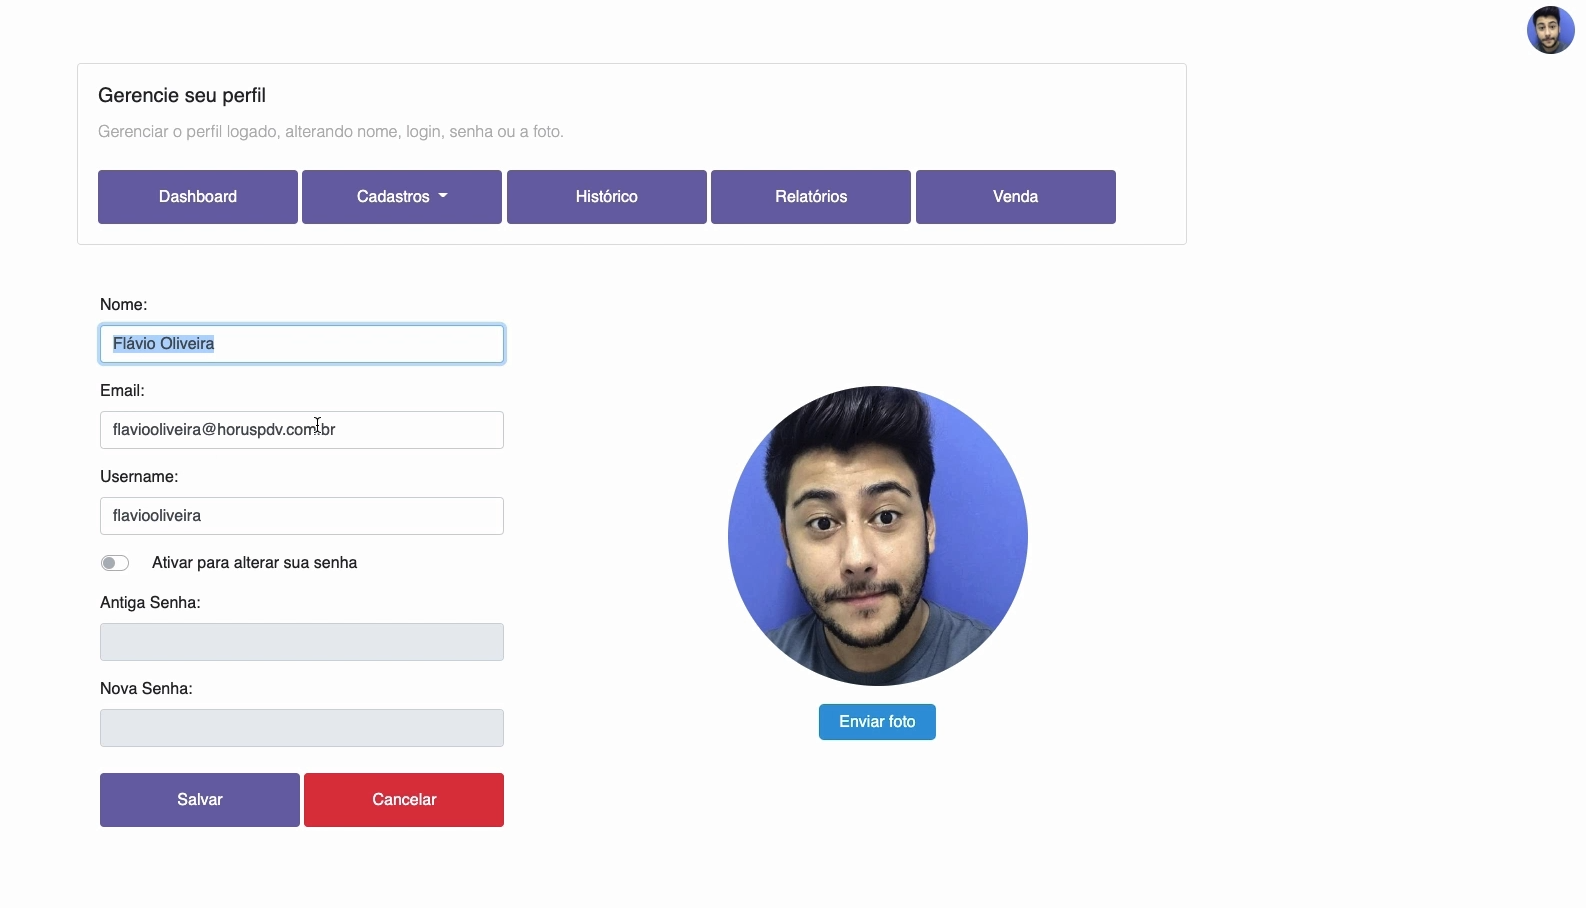 Gerencie seu perfil
Gerenciar o perfil logado, alterando nome, login, senha ou a foto.
Dashboard Cadastros Histórico Relatórios Venda
Nome:
Flávio Oliveira
Email:
flaviooliveira@horuspdv.com.br
Username:
flaviooliveira
Ativar para alterar sua senha
Antiga Senha:
Nova Senha:
Enviar foto
Salvar Cancelar